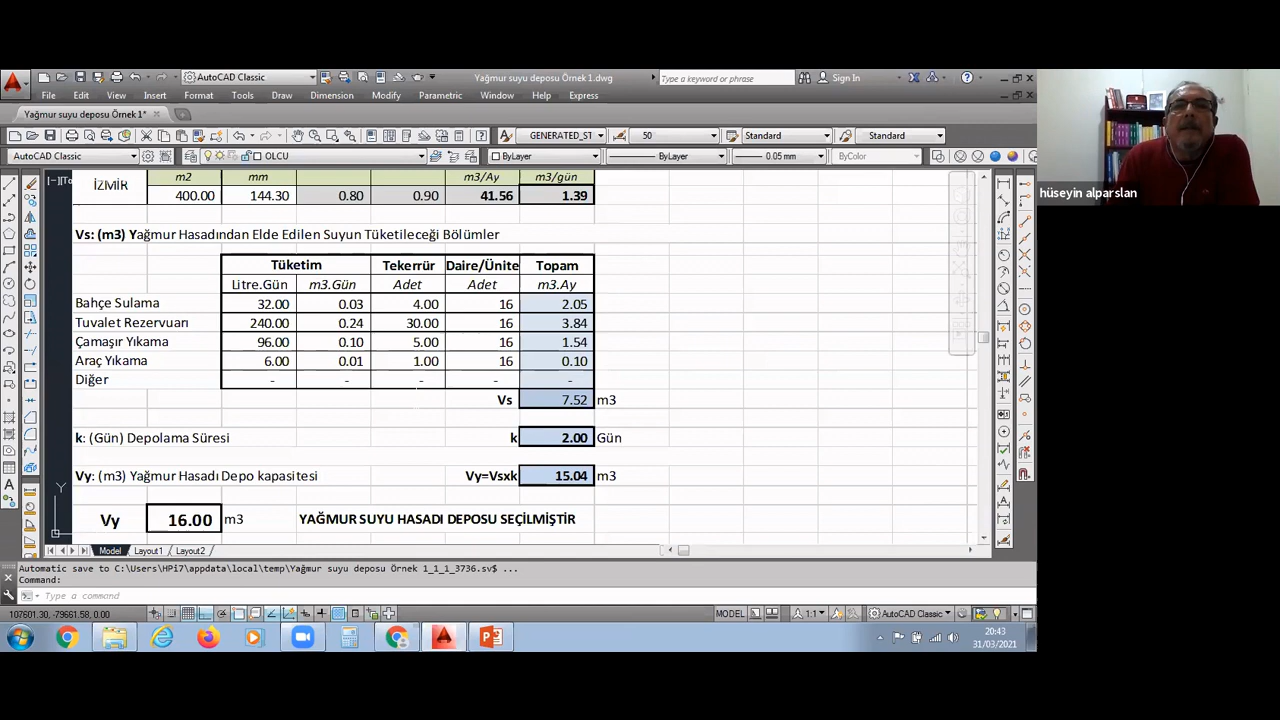 AutoCAD Classic
Yağmur suyu deposu Örnek 1.dwg
Type a keyword or phrase
Sign In
File Edit View Insert Format Tools Draw Dimension Modify Parametric Window Help Express
Yağmur suyu deposu Örnek 1*
GENERATED_ST 50 Standard Standard
AutoCAD Classic OLCU ByLayer ByLayer 0.05 mm ByColor
hüseyin alparslan
[−][To
m2 mm m3/Ay m3/gün
İZMİR 400.00 144.30 0.80 0.90 41.56 1.39
Vs: (m3) Yağmur Hasadından Elde Edilen Suyun Tüketileceği Bölümler
Tüketim Tekerrür Daire/Ünite Topam
Litre.Gün m3.Gün Adet Adet m3.Ay
Bahçe Sulama 32.00 0.03 4.00 16 2.05
Tuvalet Rezervuarı 240.00 0.24 30.00 16 3.84
Çamaşır Yıkama 96.00 0.10 5.00 16 1.54
Araç Yıkama 6.00 0.01 1.00 16 0.10
Diğer - - - - -
Vs 7.52 m3
k: (Gün) Depolama Süresi k 2.00 Gün
Vy: (m3) Yağmur Hasadı Depo kapasitesi Vy=Vsxk 15.04 m3
Y
Vy 16.00 m3 YAĞMUR SUYU HASADI DEPOSU SEÇİLMİŞTİR
Model Layout1 Layout2
Automatic save to C:\Users\HPi7\appdata\local\temp\Yağmur suyu deposu Örnek 1_1_1_3736.sv$ ...
Command:
Type a command
107601.30, -79661.58, 0.00 MODEL 1:1 AutoCAD Classic
20:43
31/03/2021